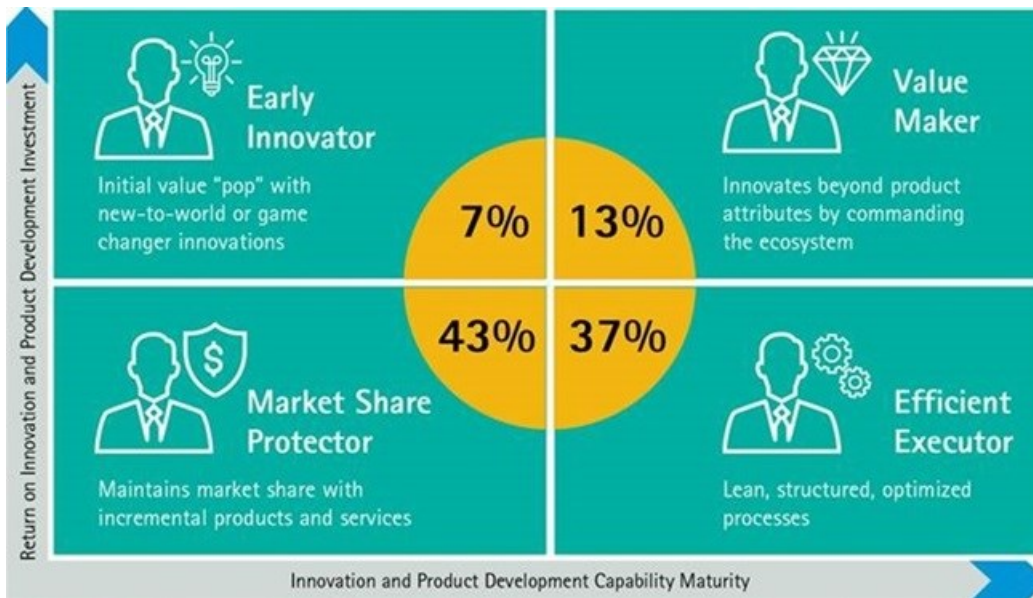 Return on Innovation and Product Development Investment
Early
Innovator
Initial value "pop" with
new-to-world or game
changer innovations
7%
Value
Maker
Innovates beyond product
attributes by commanding
the ecosystem
13%
$
Market Share
Protector
Maintains market share with
incremental products and services
43%
Efficient
Executor
Lean, structured, optimized
processes
37%
Innovation and Product Development Capability Maturity